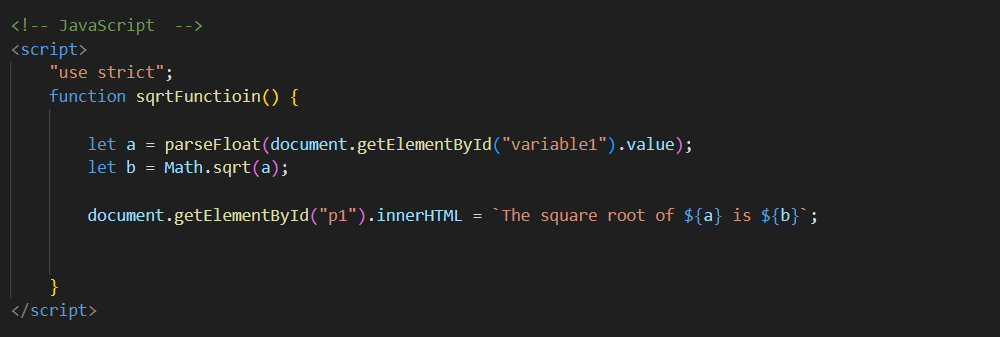 <!-- JavaScript  -->
<script>
    "use strict";
    function sqrtFunctioin() {
        let a = parseFloat(document.getElementById("variable1").value);
        let b = Math.sqrt(a);
        document.getElementById("p1").innerHTML = `The square root of ${a} is ${b}`;
    }
</script>